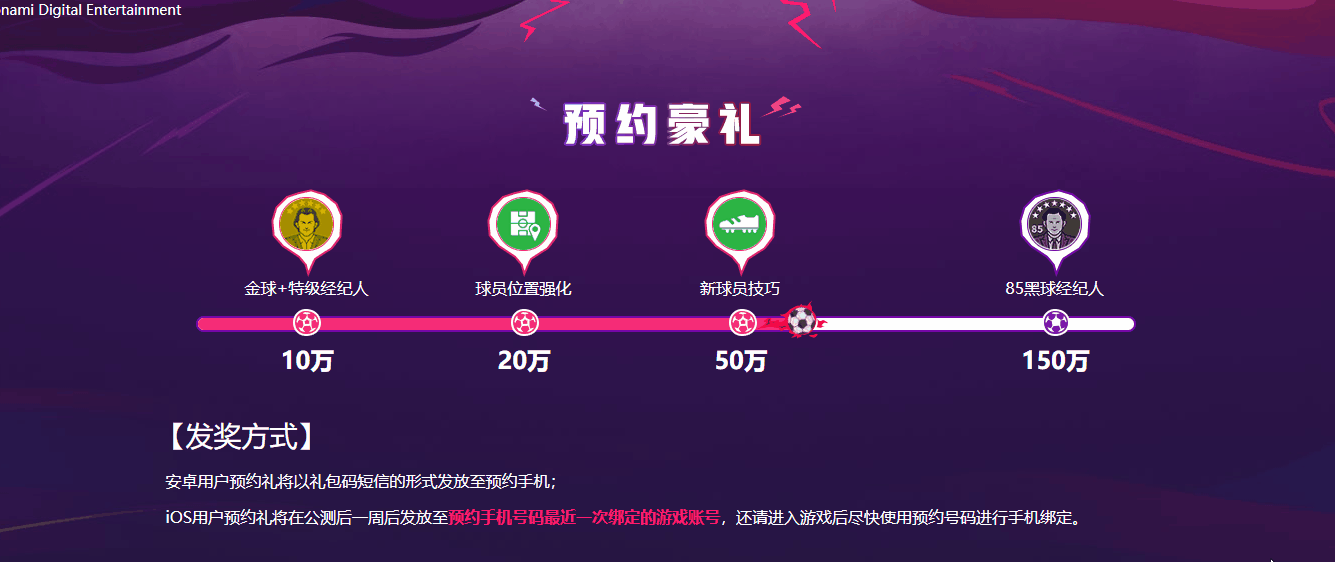 onami Digital Entertainment
预约豪礼
金球+特级经纪人
球员位置强化
新球员技巧
85
85黑球经纪人
10万
20万
50万
150万
【发奖方式】
安卓用户预约礼将以礼包码短信的形式发放至预约手机；
iOS用户预约礼将在公测后一周后发放至预约手机号码最近一次绑定的游戏账号，还请进入游戏后尽快使用预约号码进行手机绑定。